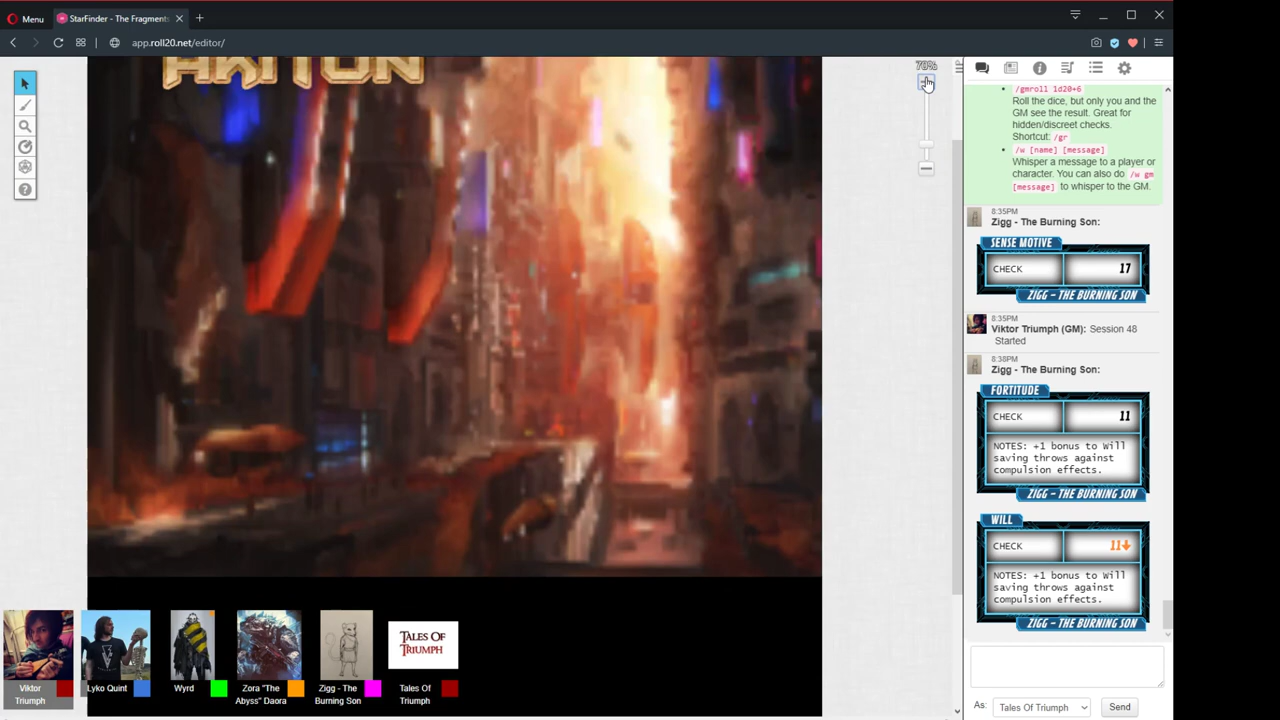 Menu
StarFinder - The Fragments
app.roll20.net/editor/
AKITON
70%
/gmroll 1d20+6
Roll the dice, but only you and the
GM see the result. Great for
hidden/discreet checks.
Shortcut: /gr
/w [name] [message]
Whisper a message to a player or
character. You can also do /w gm
[message] to whisper to the GM.
8:35PM
Zigg - The Burning Son:
SENSE MOTIVE
CHECK 17
ZIGG - THE BURNING SON
8:35PM
Viktor Triumph (GM): Session 48
Started
8:38PM
Zigg - The Burning Son:
FORTITUDE
CHECK 11
NOTES: +1 bonus to Will
saving throws against
compulsion effects.
ZIGG - THE BURNING SON
WILL
CHECK 11
NOTES: +1 bonus to Will
saving throws against
compulsion effects.
ZIGG - THE BURNING SON
TALES OF
TRIUMPH
Viktor
Triumph
Lyko Quint
Wyrd
Zora "The
Abyss" Daora
Zigg - The
Burning Son
Tales Of
Triumph
As: Tales Of Triumph
Send